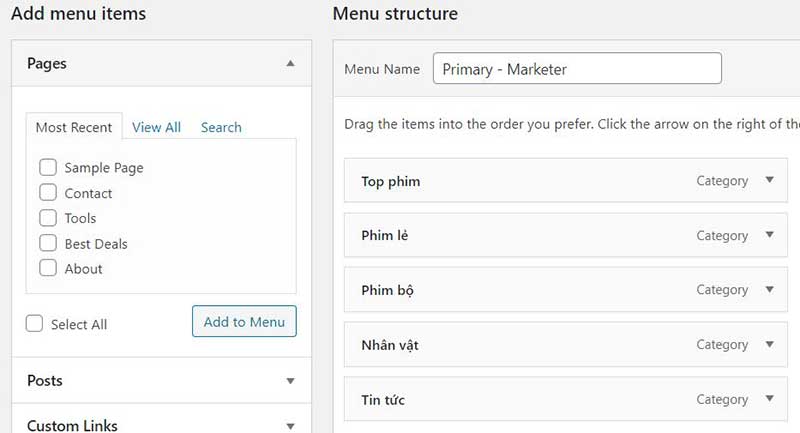 Add menu items
Pages
Most Recent View All Search
Sample Page
Contact
Tools
Best Deals
About
Select All Add to Menu
Posts
Custom Links
Menu structure
Menu Name Primary - Marketer
Drag the items into the order you prefer. Click the arrow on the right of the
Top phim Category
Phim lẻ Category
Phim bộ Category
Nhân vật Category
Tin tức Category